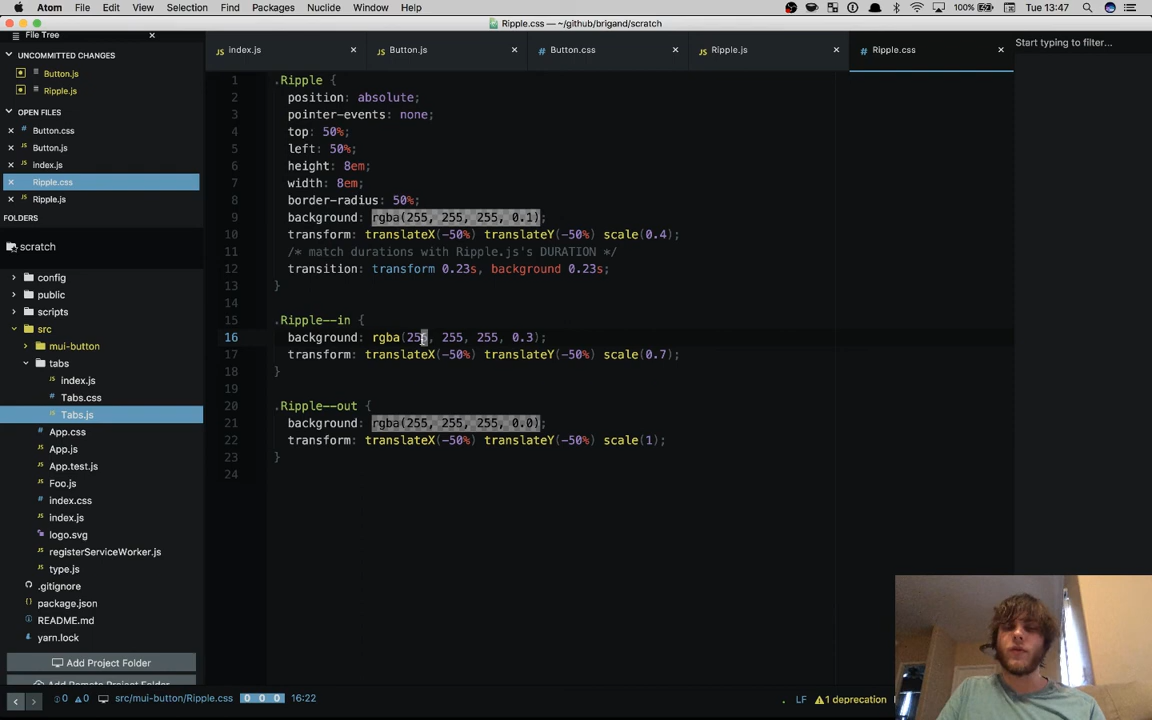 Atom File Edit View Selection Find Packages Nuclide Window Help 100% Tue 13:47
Ripple.css — ~/github/brigand/scratch
File Tree
UNCOMMITTED CHANGES
Button.js
Ripple.js
OPEN FILES
Button.css
Button.js
index.js
Ripple.css
Ripple.js
FOLDERS
scratch
config
public
scripts
src
mui-button
tabs
index.js
Tabs.css
Tabs.js
App.css
App.js
App.test.js
Foo.js
index.css
index.js
logo.svg
registerServiceWorker.js
type.js
.gitignore
package.json
README.md
yarn.lock
Add Project Folder
Add Remote Project Folder
index.js Button.js Button.css Ripple.js Ripple.css
Start typing to filter...
1 .Ripple {
2 position: absolute;
3 pointer-events: none;
4 top: 50%;
5 left: 50%;
6 height: 8em;
7 width: 8em;
8 border-radius: 50%;
9 background: rgba(255, 255, 255, 0.1);
10 transform: translateX(-50%) translateY(-50%) scale(0.4);
11 /* match durations with Ripple.js's DURATION */
12 transition: transform 0.23s, background 0.23s;
13 }
14
15 .Ripple--in {
16 background: rgba(255, 255, 255, 0.3);
17 transform: translateX(-50%) translateY(-50%) scale(0.7);
18 }
19
20 .Ripple--out {
21 background: rgba(255, 255, 255, 0.0);
22 transform: translateX(-50%) translateY(-50%) scale(1);
23 }
24
0 0 src/mui-button/Ripple.css 0 0 0 16:22 LF 1 deprecation